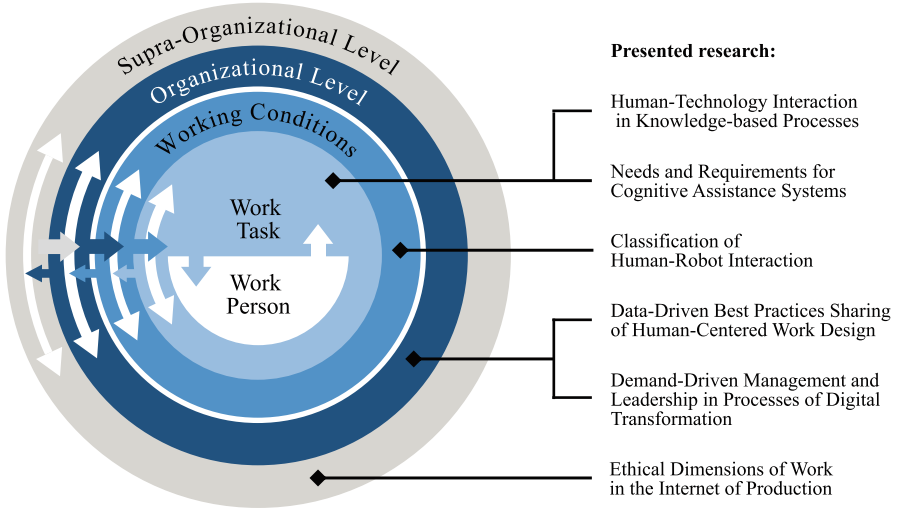 Supra-Organizational Level
Organizational Level
Working Conditions
Work
Task
Work
Person
Presented research:
Human-Technology Interaction
in Knowledge-based Processes
Needs and Requirements for
Cognitive Assistance Systems
Classification of
Human-Robot Interaction
Data-Driven Best Practices Sharing
of Human-Centered Work Design
Demand-Driven Management and
Leadership in Processes of Digital
Transformation
Ethical Dimensions of Work
in the Internet of Production